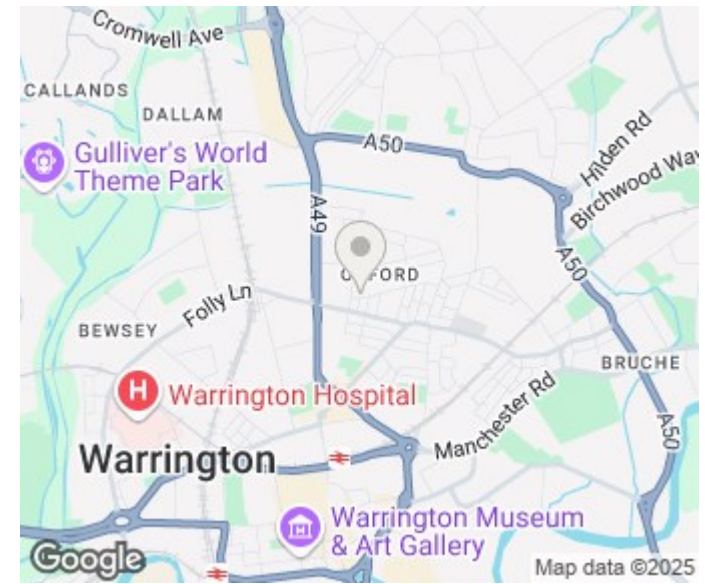 Cromwell Ave
CALLANDS
DALLAM
Gulliver's World
Theme Park
A50
Hilden Rd
Birchwood Way
A49
A50
Folly Ln
BEWSEY
BRUCHE
H
Warrington Hospital
Manchester Rd
A50
Warrington
Warrington Museum
& Art Gallery
Google
Map data ©2025